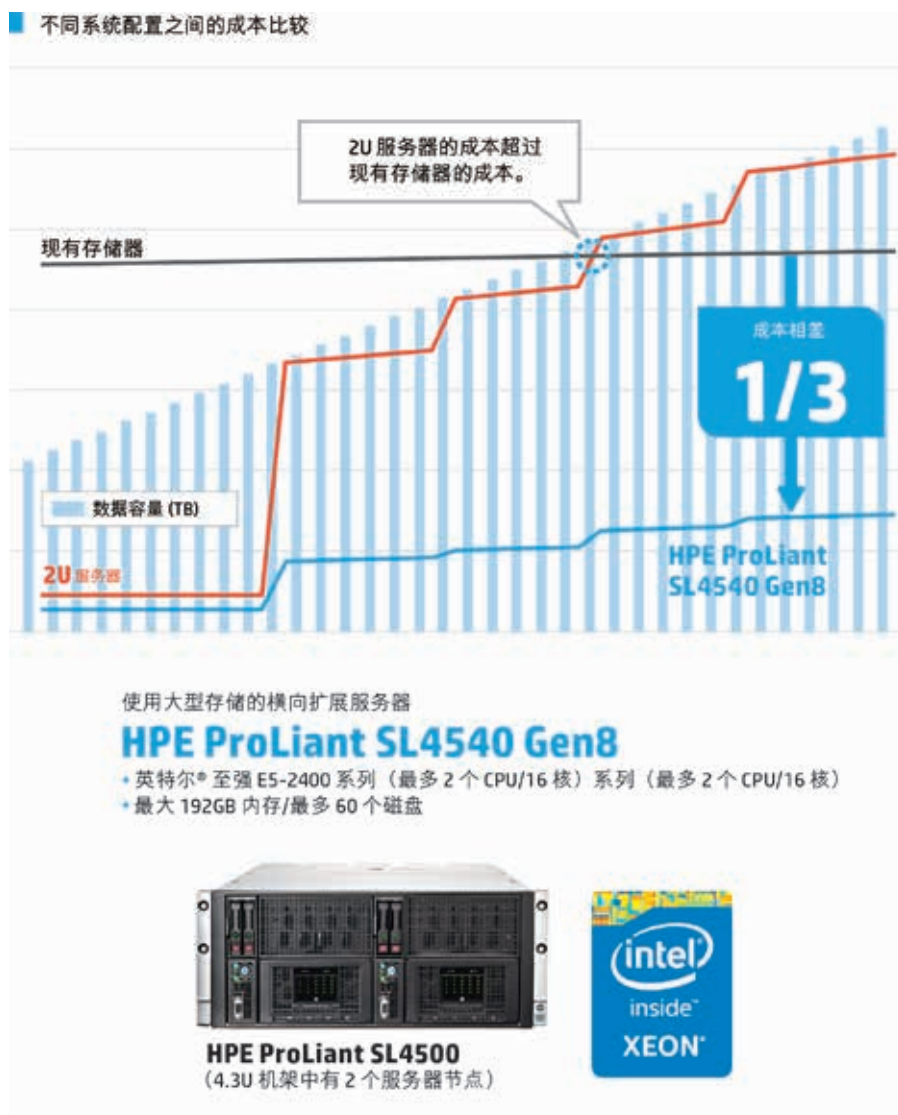 不同系统配置之间的成本比较
2U 服务器的成本超过
现有存储器的成本。
现有存储器
成本相差
1/3
数据容量 (TB)
2U 服务器
HPE ProLiant
SL4540 Gen8
使用大型存储的横向扩展服务器
HPE ProLiant SL4540 Gen8
• 英特尔® 至强 E5-2400 系列（最多 2 个 CPU/16 核）系列（最多 2 个 CPU/16 核）
• 最大 192GB 内存/最多 60 个磁盘
intel
inside™
XEON®
HPE ProLiant SL4500
（4.3U 机架中有 2 个服务器节点）